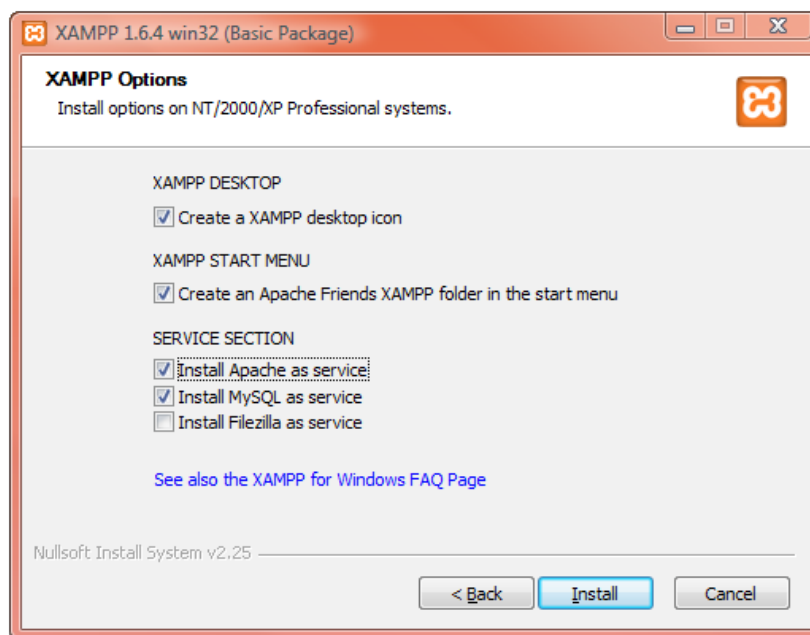 XAMPP 1.6.4 win32 (Basic Package)
XAMPP Options
Install options on NT/2000/XP Professional systems.
XAMPP DESKTOP
Create a XAMPP desktop icon
XAMPP START MENU
Create an Apache Friends XAMPP folder in the start menu
SERVICE SECTION
Install Apache as service
Install MySQL as service
Install Filezilla as service
See also the XAMPP for Windows FAQ Page
Nullsoft Install System v2.25
< Back Install Cancel